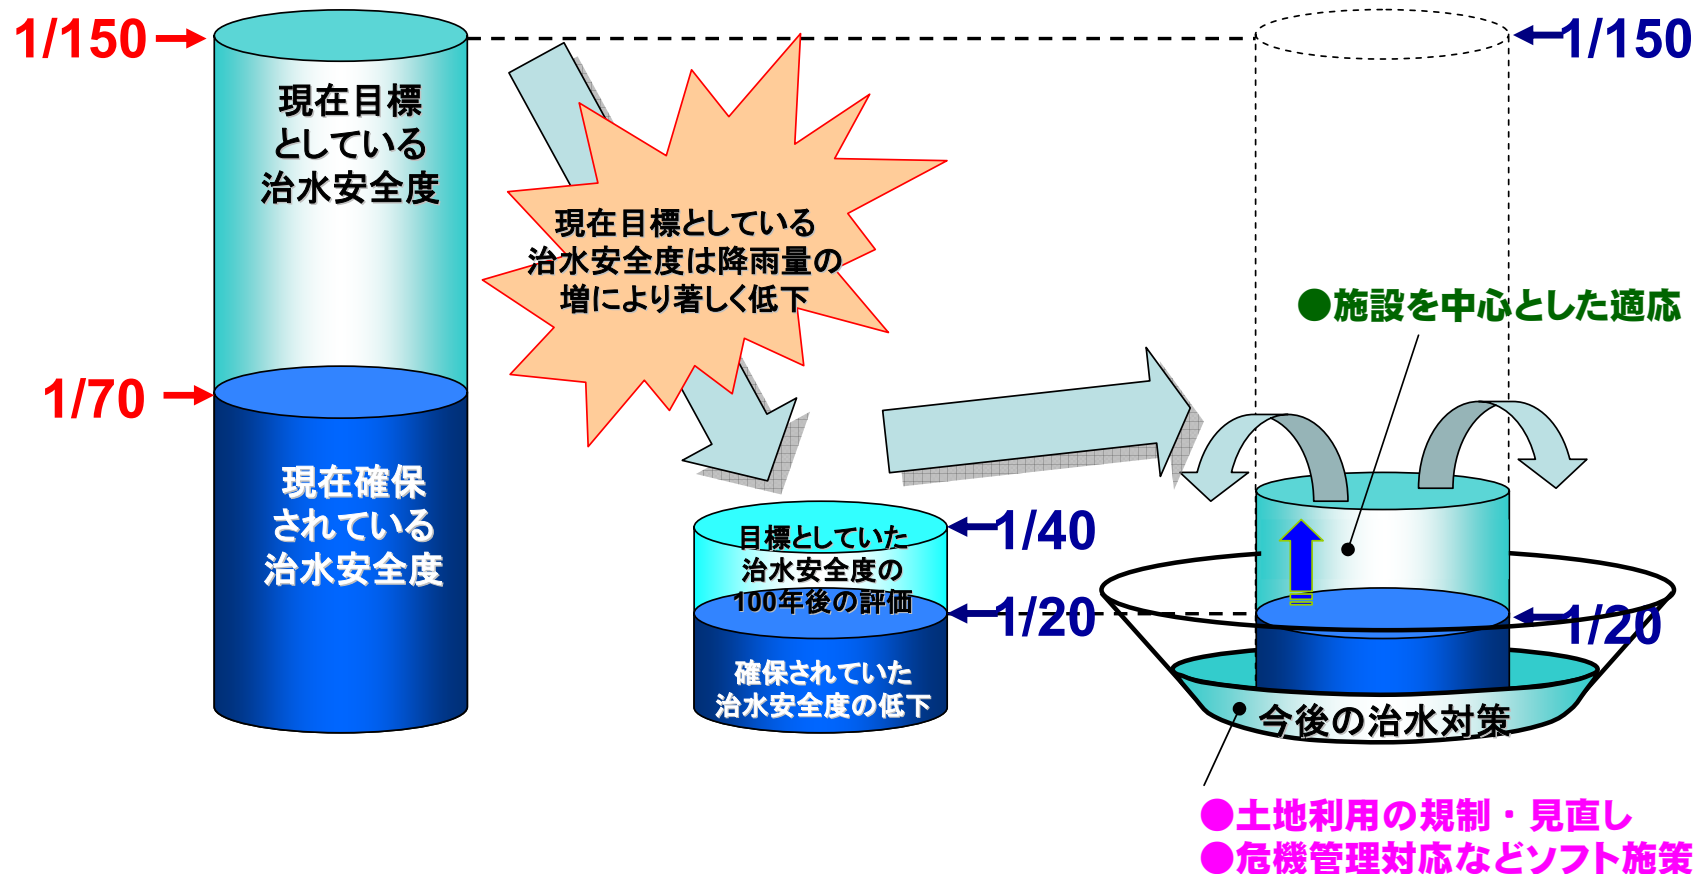 1/150
現在目標
としている
治水安全度
1/70
現在確保
されている
治水安全度
現在目標としている
治水安全度は降雨量の
増により著しく低下
目標としていた
治水安全度の
100年後の評価
1/40
1/20
確保されていた
治水安全度の低下
1/150
●施設を中心とした適応
1/20
今後の治水対策
●土地利用の規制・見直し
●危機管理対応などソフト施策